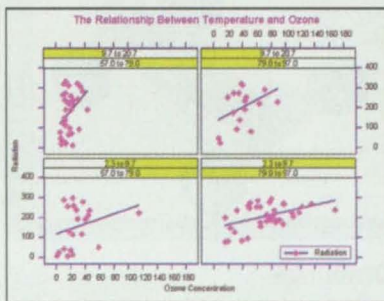 The Relationship Between Temperature and Ozone
0 20 40 60 80 100 120 140 160 180
9.7 to 20.7
9.7 to 20.7
57.0 to 79.0
79.0 to 97.0
400
300
200
100
0
Radiation
2.3 to 9.7
2.3 to 9.7
57.0 to 79.0
79.0 to 97.0
400
300
200
100
0
Radiation
0 20 40 60 80 100 120 140 160 180
Ozone Concentration